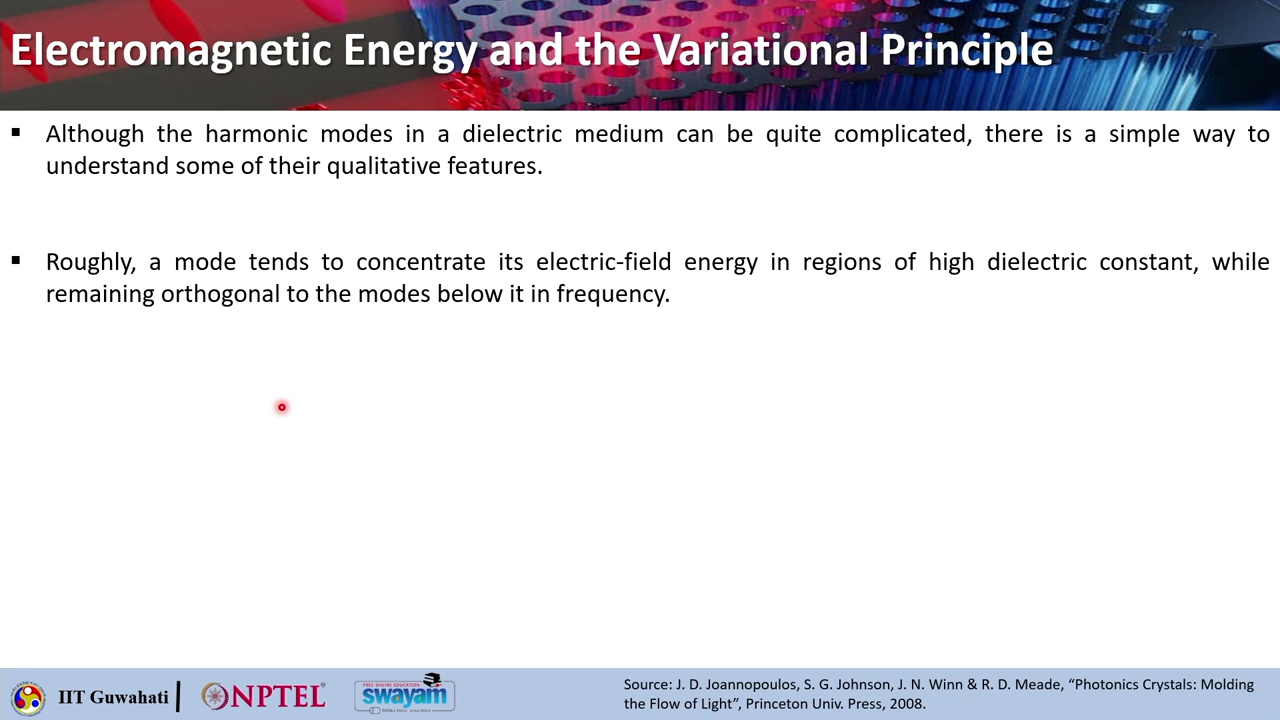 Electromagnetic Energy and the Variational Principle
▪ Although the harmonic modes in a dielectric medium can be quite complicated, there is a simple way to
understand some of their qualitative features.
▪ Roughly, a mode tends to concentrate its electric-field energy in regions of high dielectric constant, while
remaining orthogonal to the modes below it in frequency.
IIT Guwahati
NPTEL
FREE ONLINE EDUCATION
swayam
Source: J. D. Joannopoulos, S. G. Johnson, J. N. Winn & R. D. Meade, “Photonics Crystals: Molding
the Flow of Light”, Princeton Univ. Press, 2008.